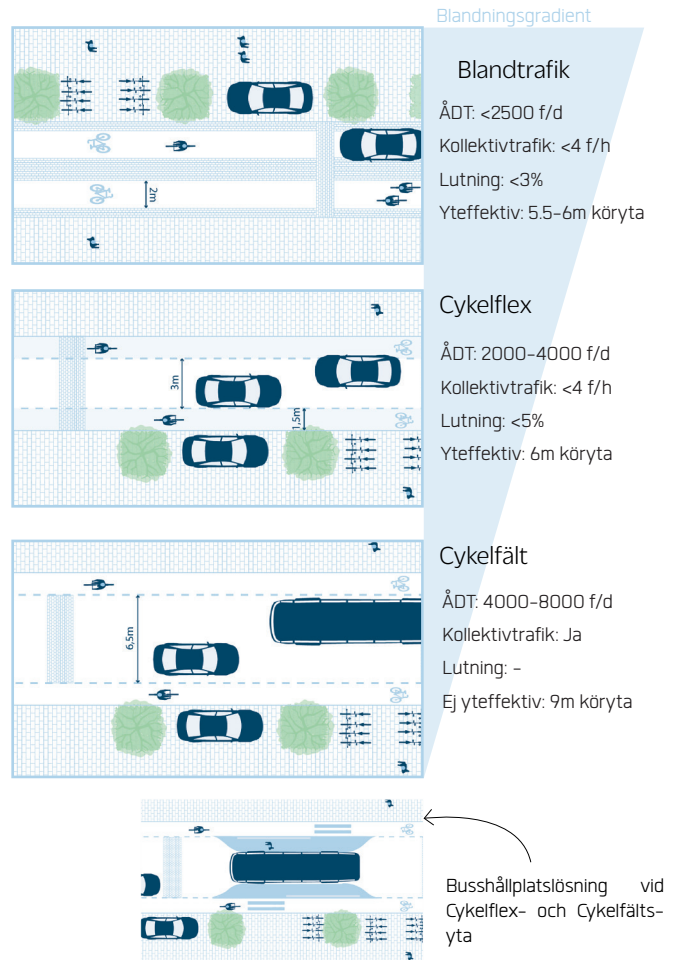 Blandningsgradient
Blandtrafik
ÅDT: <2500 f/d
Kollektivtrafik: <4 f/h
Lutning: <3%
Yteffektiv: 5.5-6m köryta
2m
Cykelflex
ÅDT: 2000-4000 f/d
Kollektivtrafik: <4 f/h
Lutning: <5%
Yteffektiv: 6m köryta
3m
1,5m
Cykelfält
ÅDT: 4000-8000 f/d
Kollektivtrafik: Ja
Lutning: -
Ej yteffektiv: 9m köryta
6,5m
Busshållplatslösning vid
Cykelflex- och Cykelfälts-
yta